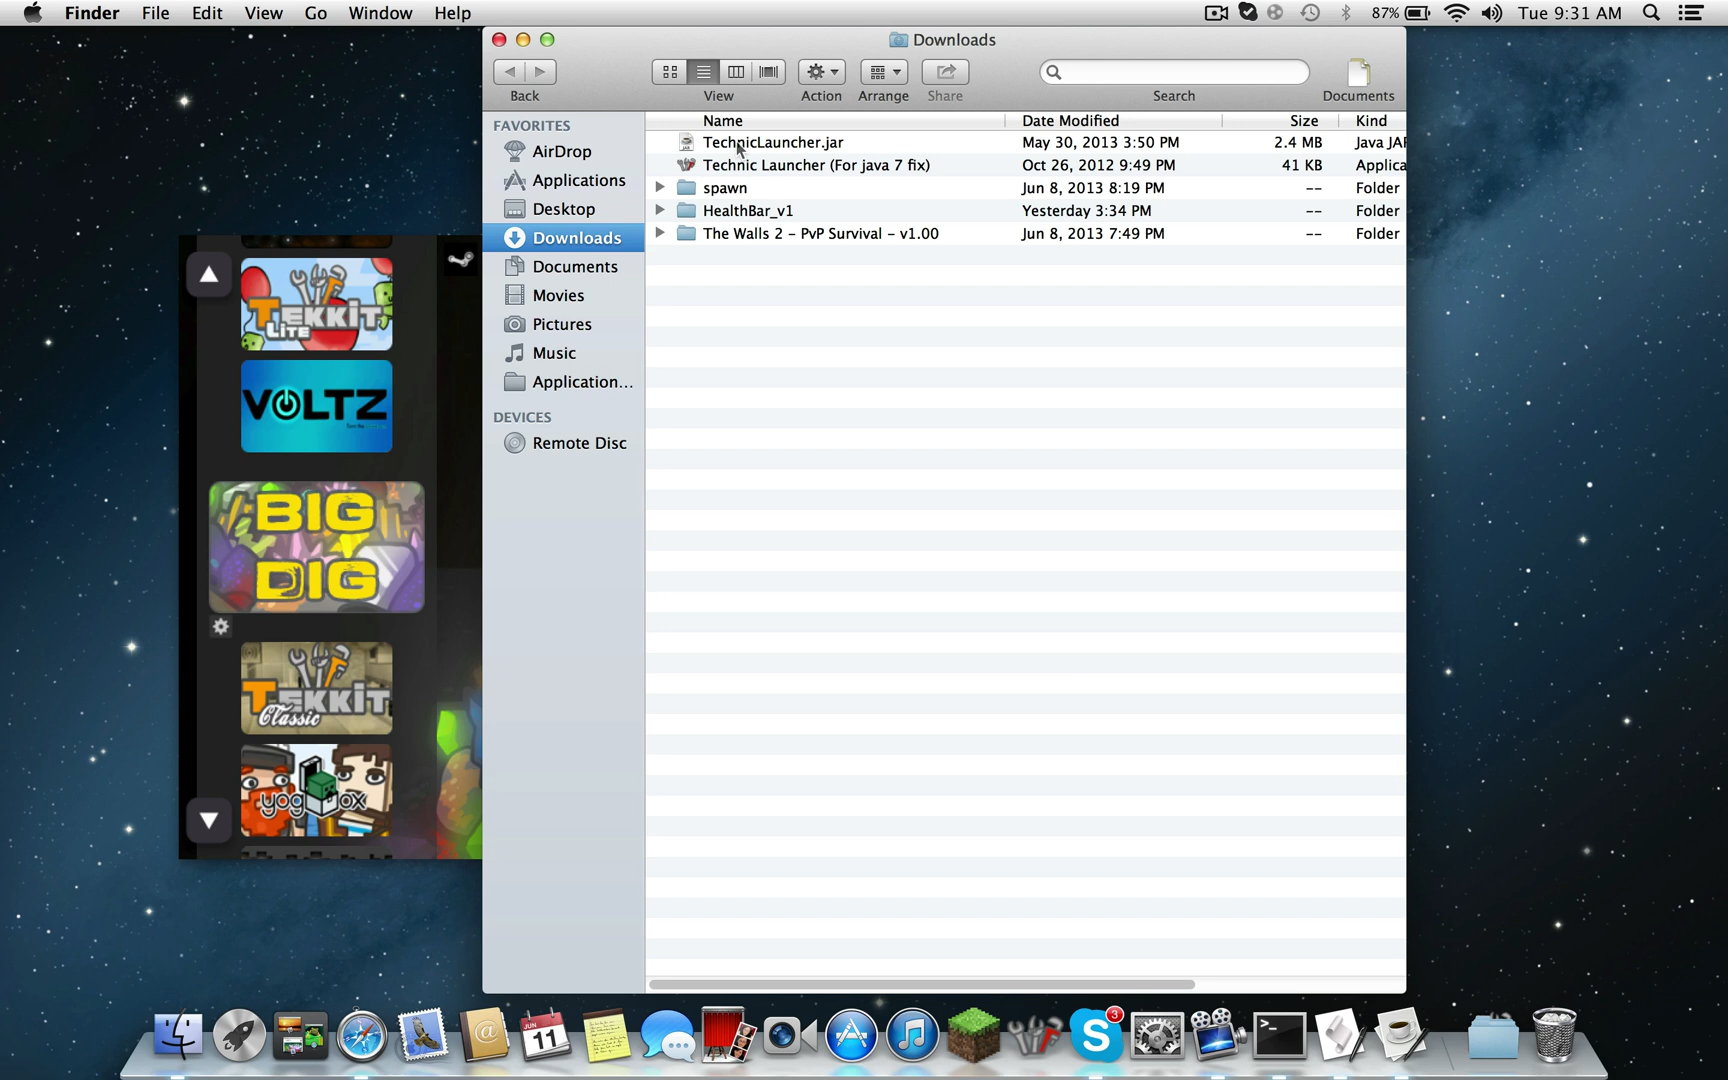 Finder File Edit View Go Window Help 87% Tue 9:31 AM
Downloads
Back View Action Arrange Share Search Documents
FAVORITES
AirDrop
Applications
Desktop
Downloads
Documents
Movies
Pictures
Music
Application...
DEVICES
Remote Disc
Name Date Modified Size Kind
TechnicLauncher.jar May 30, 2013 3:50 PM 2.4 MB Java JAR
Technic Launcher (For java 7 fix) Oct 26, 2012 9:49 PM 41 KB Applica
spawn Jun 8, 2013 8:19 PM -- Folder
HealthBar_v1 Yesterday 3:34 PM -- Folder
The Walls 2 – PvP Survival – v1.00 Jun 8, 2013 7:49 PM -- Folder
TEKKIT
LITE
VOLTZ
BIG
DIG
TEKKIT
Classic
yogbox
JUN
11
S
3